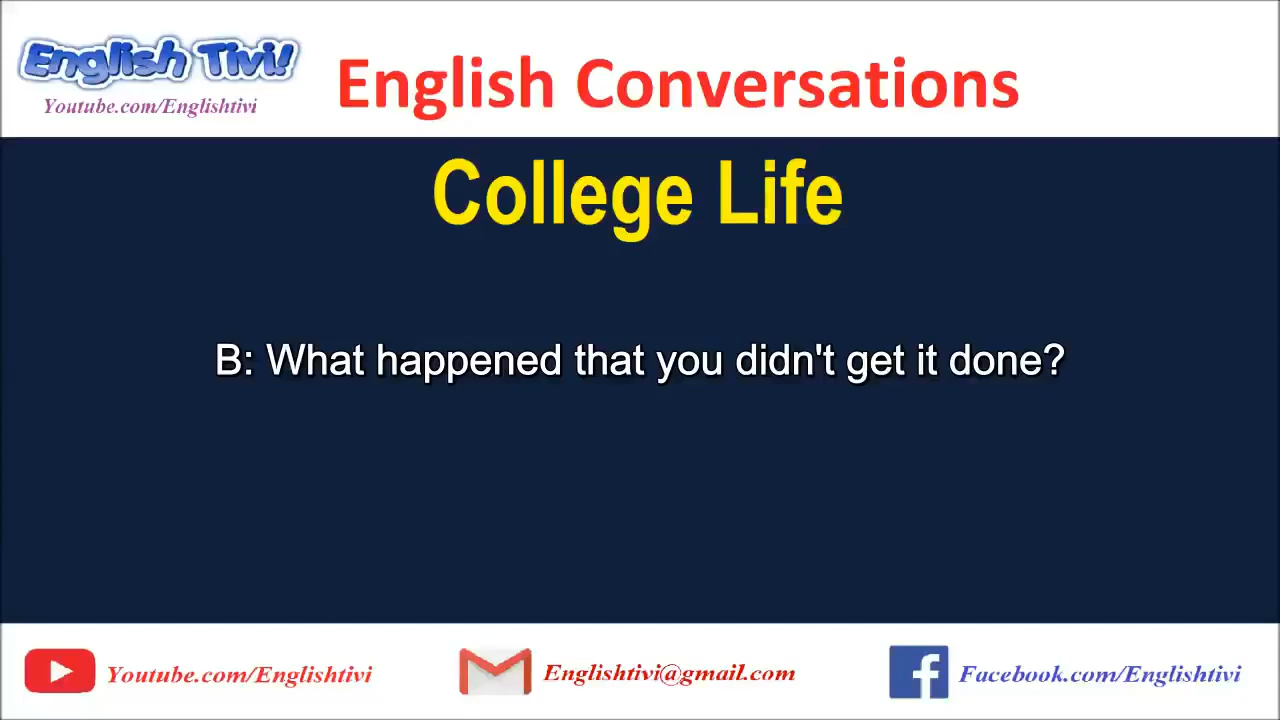 English Tivi!
Youtube.com/Englishtivi
English Conversations
College Life
B: What happened that you didn't get it done?
Youtube.com/Englishtivi
Englishtivi@gmail.com
Facebook.com/Englishtivi